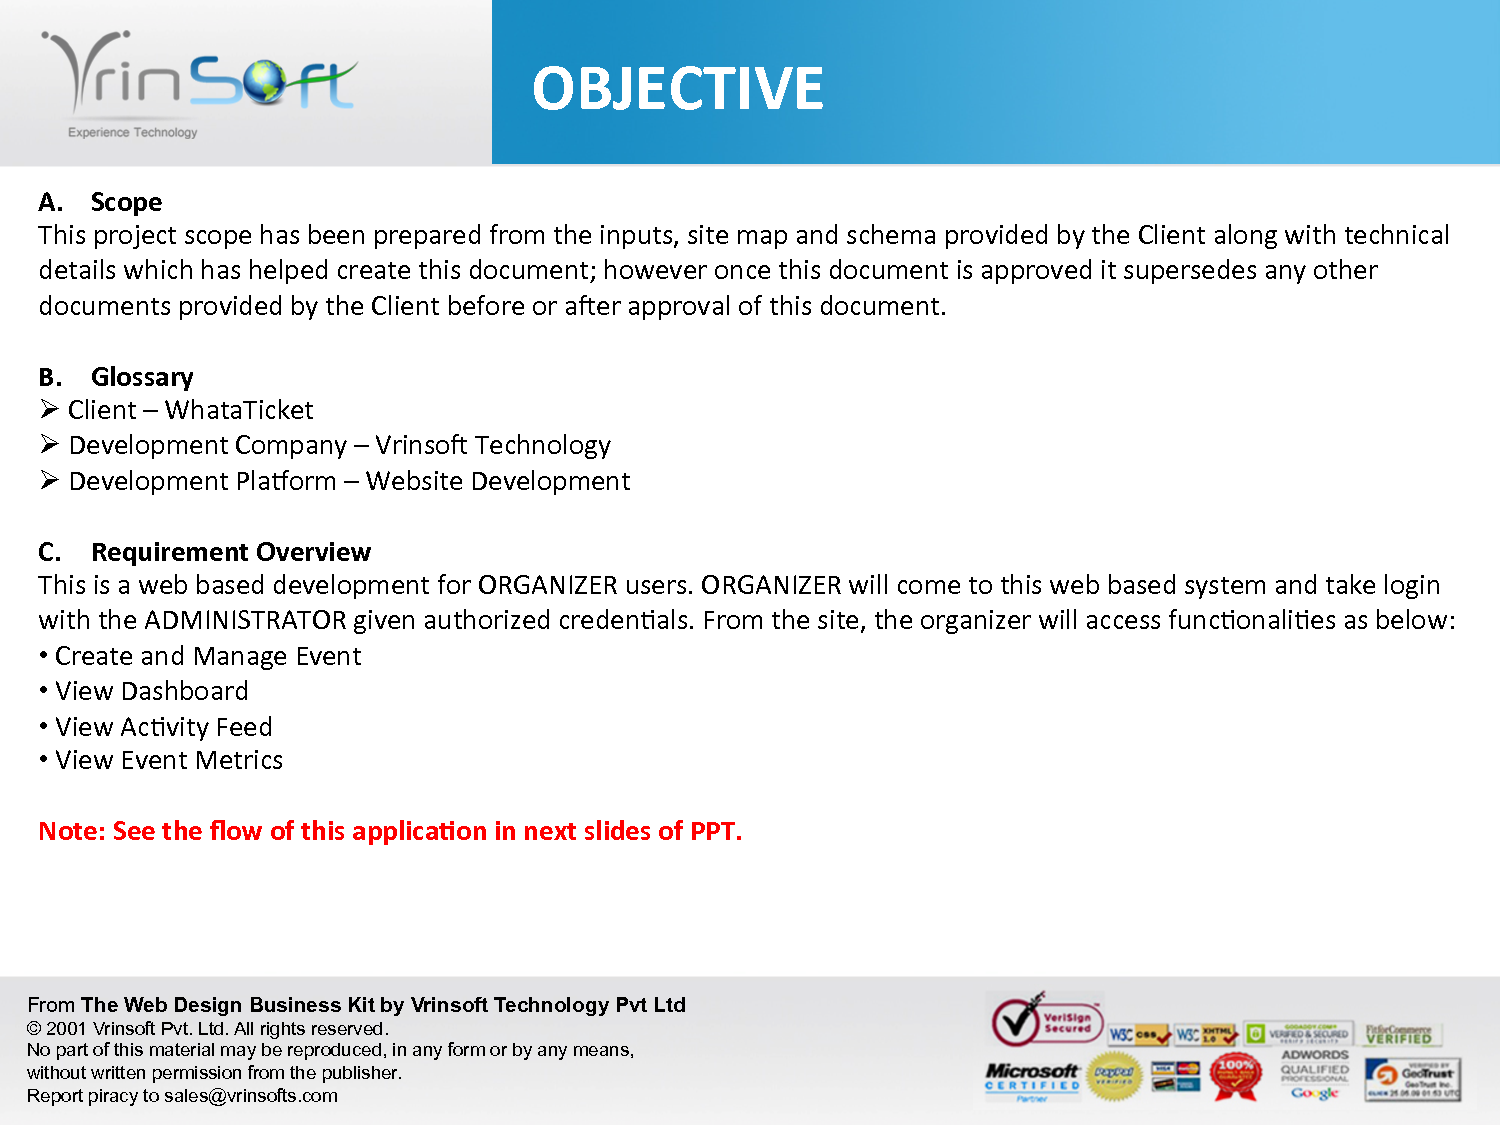 VrinSoft
Experience Technology
OBJECTIVE
A. Scope
This project scope has been prepared from the inputs, site map and schema provided by the Client along with technical
details which has helped create this document; however once this document is approved it supersedes any other
documents provided by the Client before or after approval of this document.
B. Glossary
➢ Client – WhataTicket
➢ Development Company – Vrinsoft Technology
➢ Development Platform – Website Development
C. Requirement Overview
This is a web based development for ORGANIZER users. ORGANIZER will come to this web based system and take login
with the ADMINISTRATOR given authorized credentials. From the site, the organizer will access functionalities as below:
• Create and Manage Event
• View Dashboard
• View Activity Feed
• View Event Metrics
Note: See the flow of this application in next slides of PPT.
From The Web Design Business Kit by Vrinsoft Technology Pvt Ltd
© 2001 Vrinsoft Pvt. Ltd. All rights reserved.
No part of this material may be reproduced, in any form or by any means,
without written permission from the publisher.
Report piracy to sales@vrinsofts.com
VeriSign
Secured
W3C CSS
W3C XHTML 1.0
VERIFIED & SECURED
FitforCommerce
VERIFIED
Microsoft
CERTIFIED
Partner
PayPal
VERIFIED
100%
ADWORDS
QUALIFIED
PROFESSIONAL
Google
VERIFIED BY
GeoTrust
GeoTrust Inc.